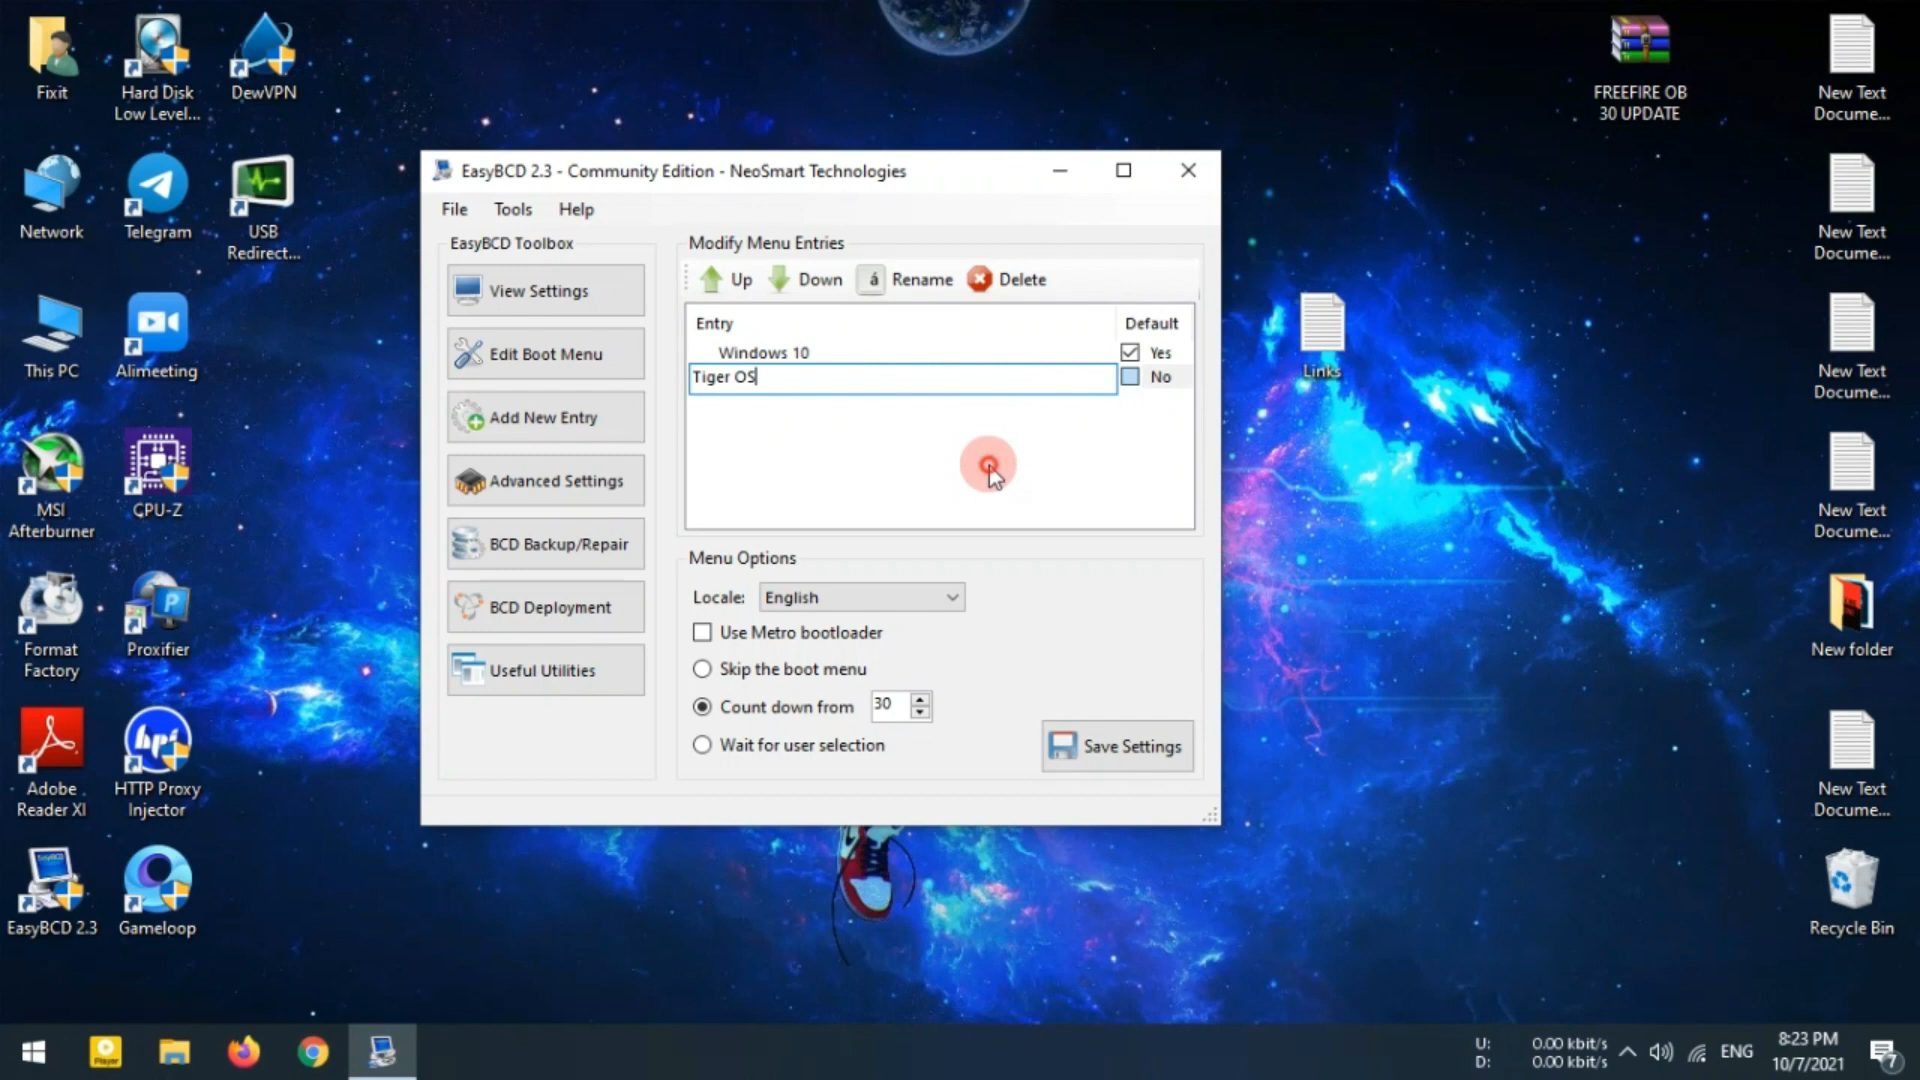 Fixit
Hard Disk
Low Level...
DewVPN
FREEFIRE OB
30 UPDATE
New Text
Docume...
Network
Telegram
USB
Redirect...
New Text
Docume...
This PC
Alimeeting
Links
New Text
Docume...
MSI
Afterburner
CPU-Z
New Text
Docume...
Format
Factory
Proxifier
New folder
Adobe
Reader XI
HTTP Proxy
Injector
New Text
Docume...
EasyBCD 2.3
Gameloop
Recycle Bin
EasyBCD 2.3 - Community Edition - NeoSmart Technologies
File Tools Help
EasyBCD Toolbox
View Settings
Edit Boot Menu
Add New Entry
Advanced Settings
BCD Backup/Repair
BCD Deployment
Useful Utilities
Modify Menu Entries
Up Down á Rename Delete
Entry Default
Windows 10 Yes
Tiger OS No
Menu Options
Locale: English
Use Metro bootloader
Skip the boot menu
Count down from 30
Wait for user selection
Save Settings
Player
U: 0.00 kbit/s
D: 0.00 kbit/s
ENG
8:23 PM
10/7/2021
7